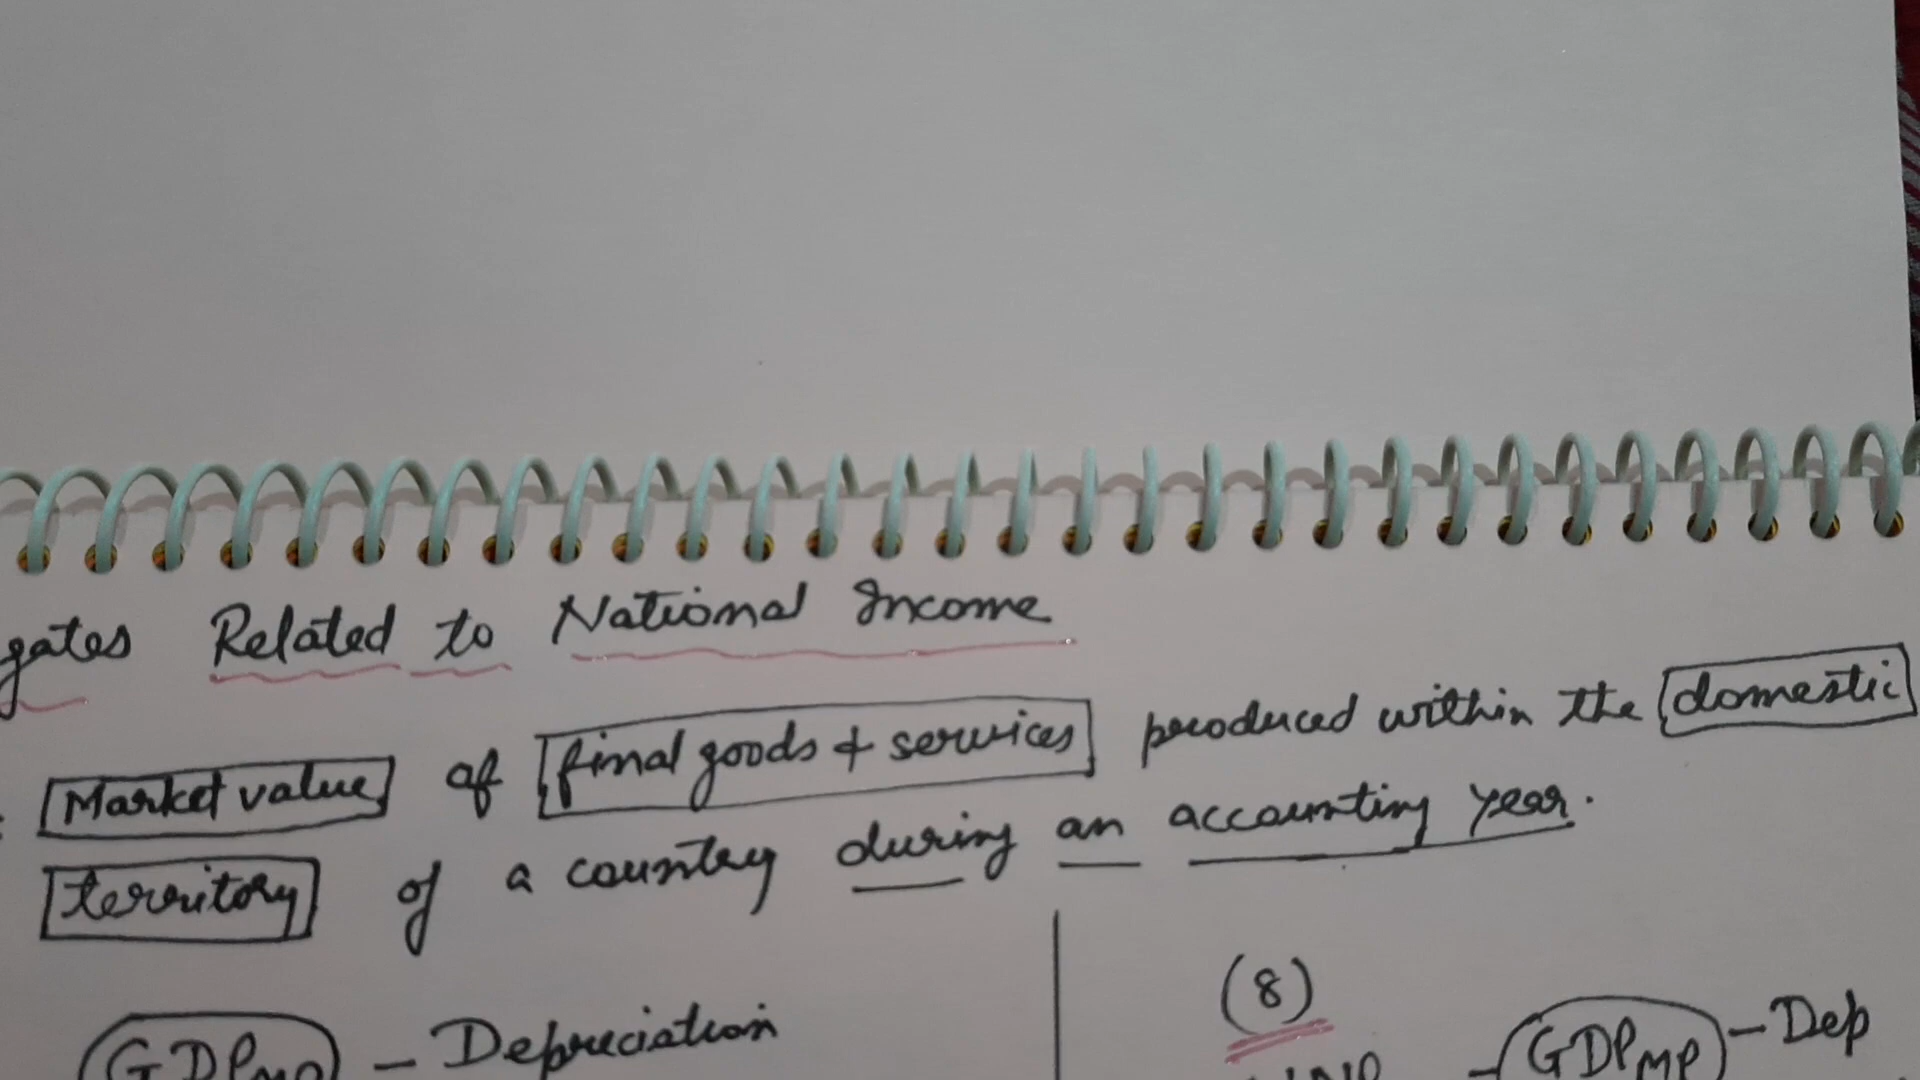 gates Related to National Income
Market value of final goods + services produced within the domestic
territory of a country during an accounting year.
(8)
GDPMP - Depreciation
- GDPMP - Dep